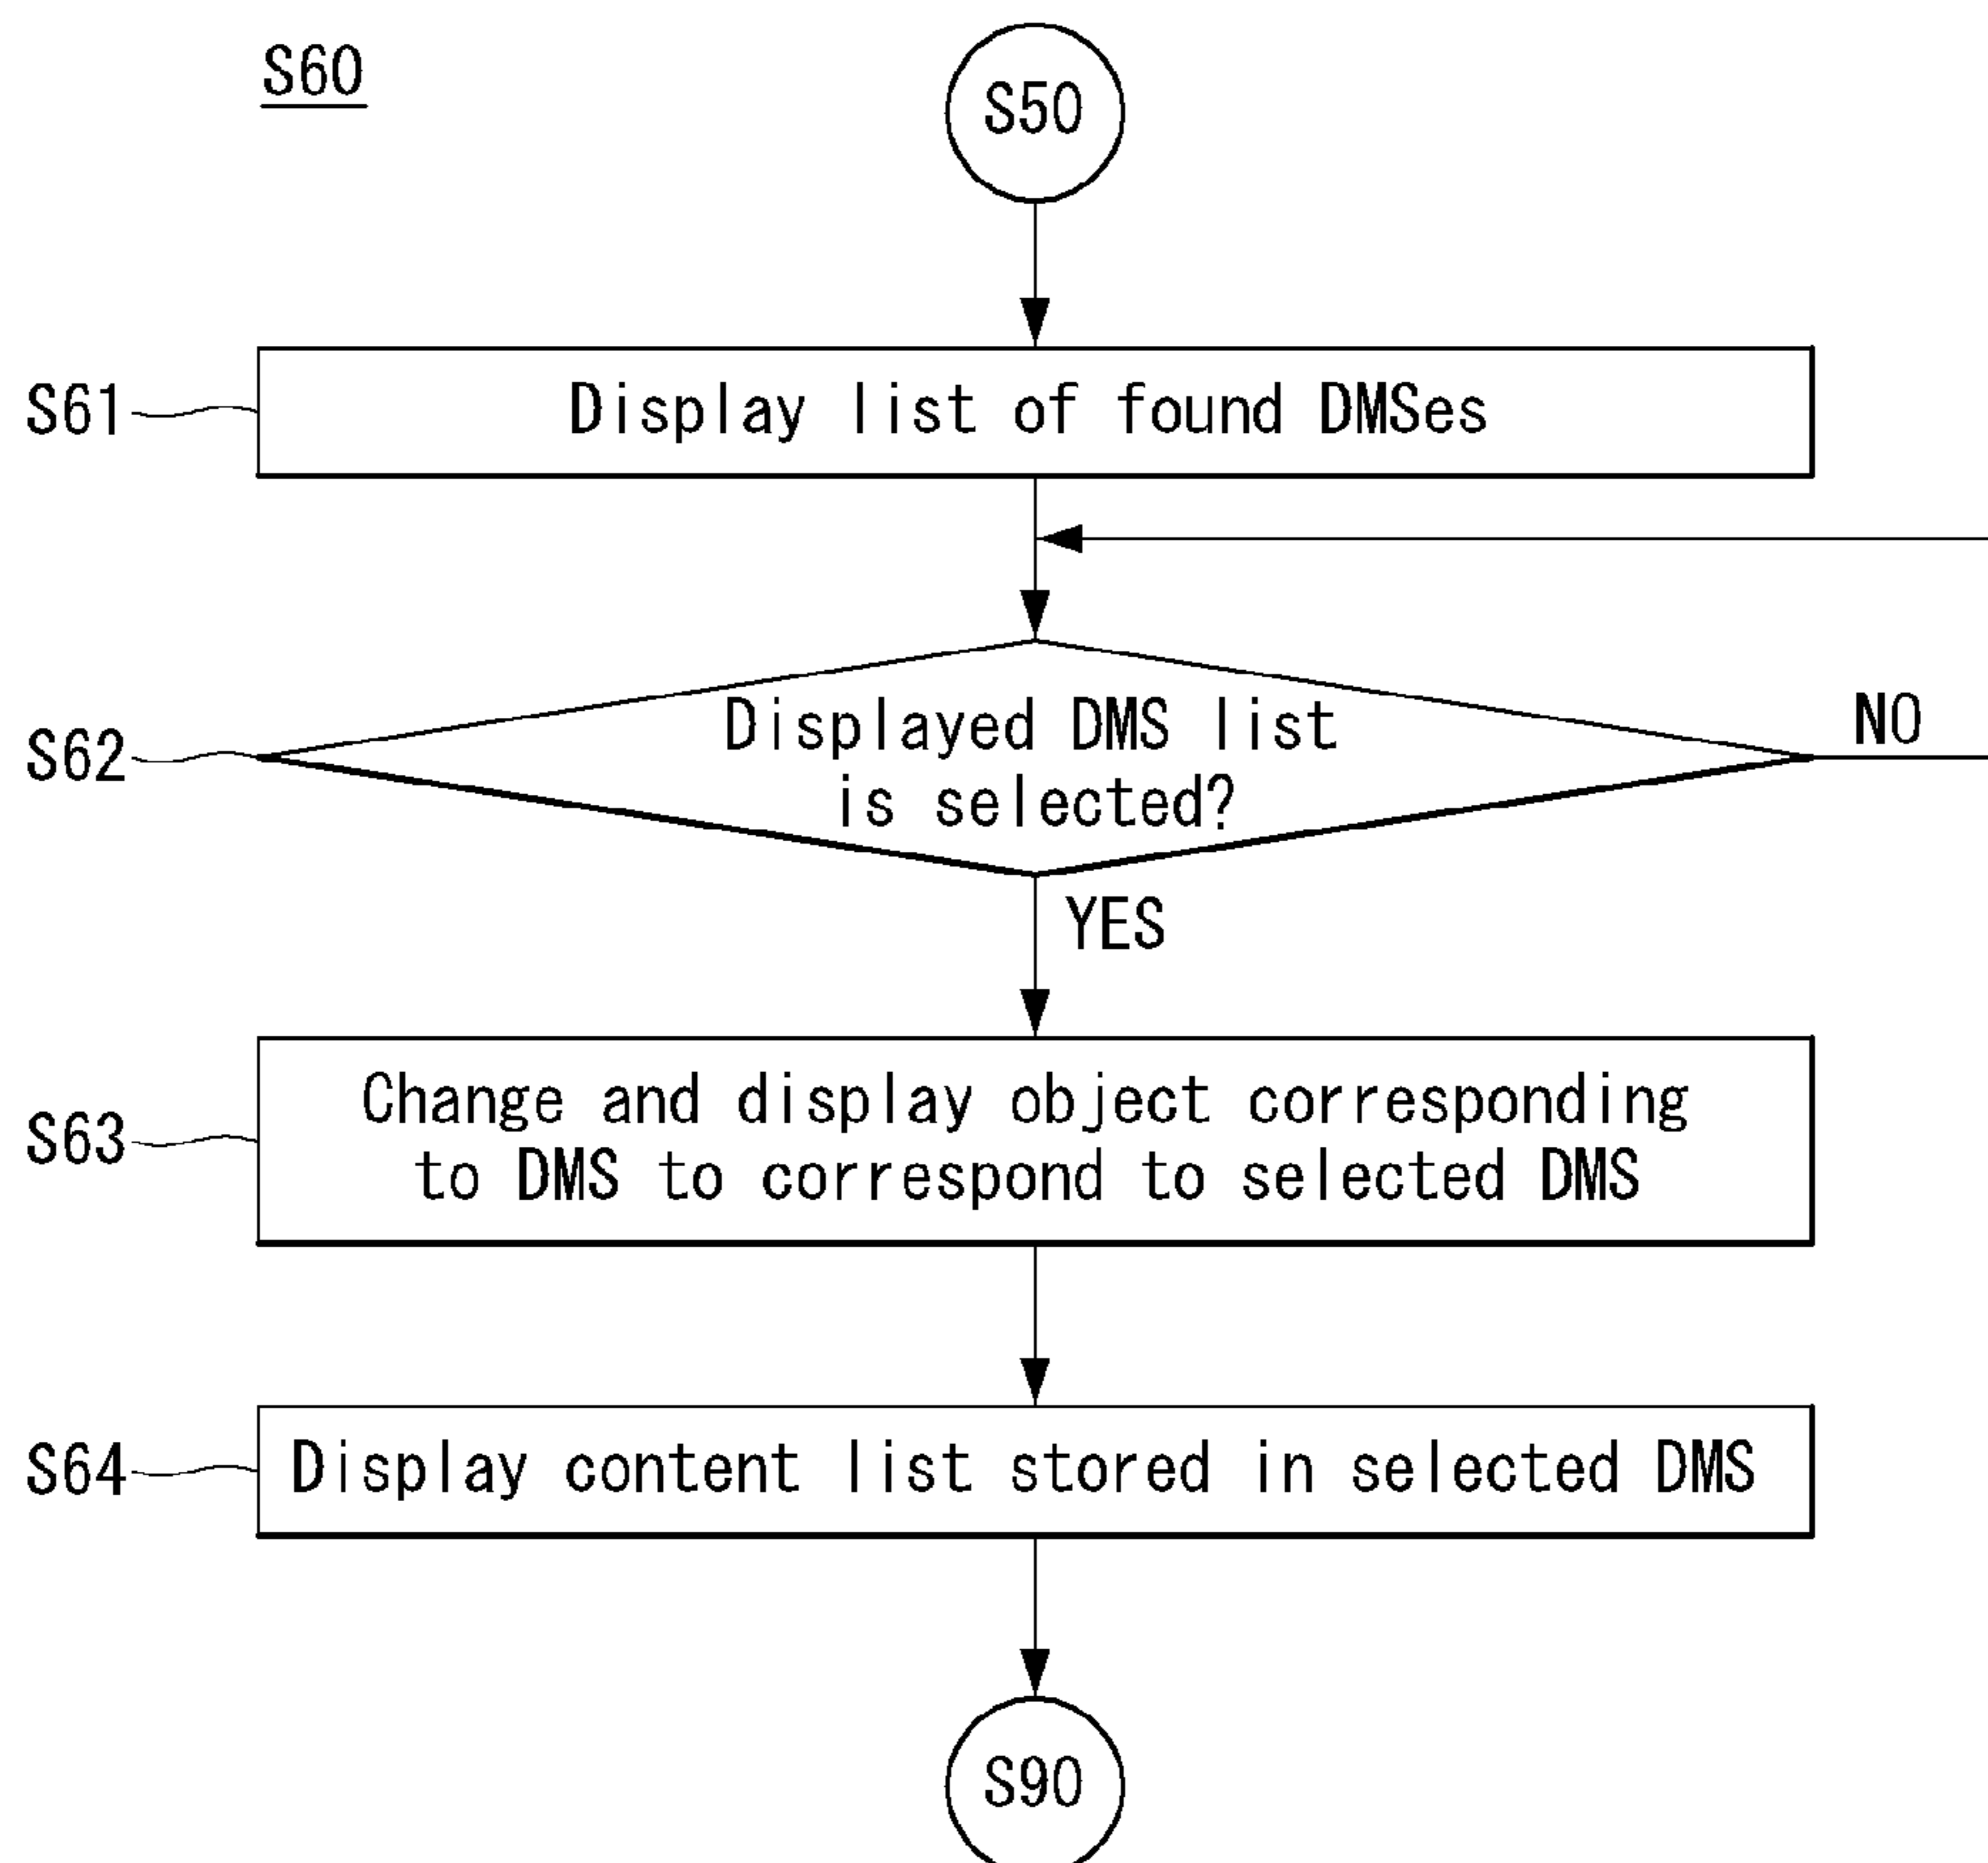 S60
S50
S61
Display list of found DMSes
S62
Displayed DMS list
is selected?
NO
YES
S63
Change and display object corresponding
to DMS to correspond to selected DMS
S64
Display content list stored in selected DMS
S90